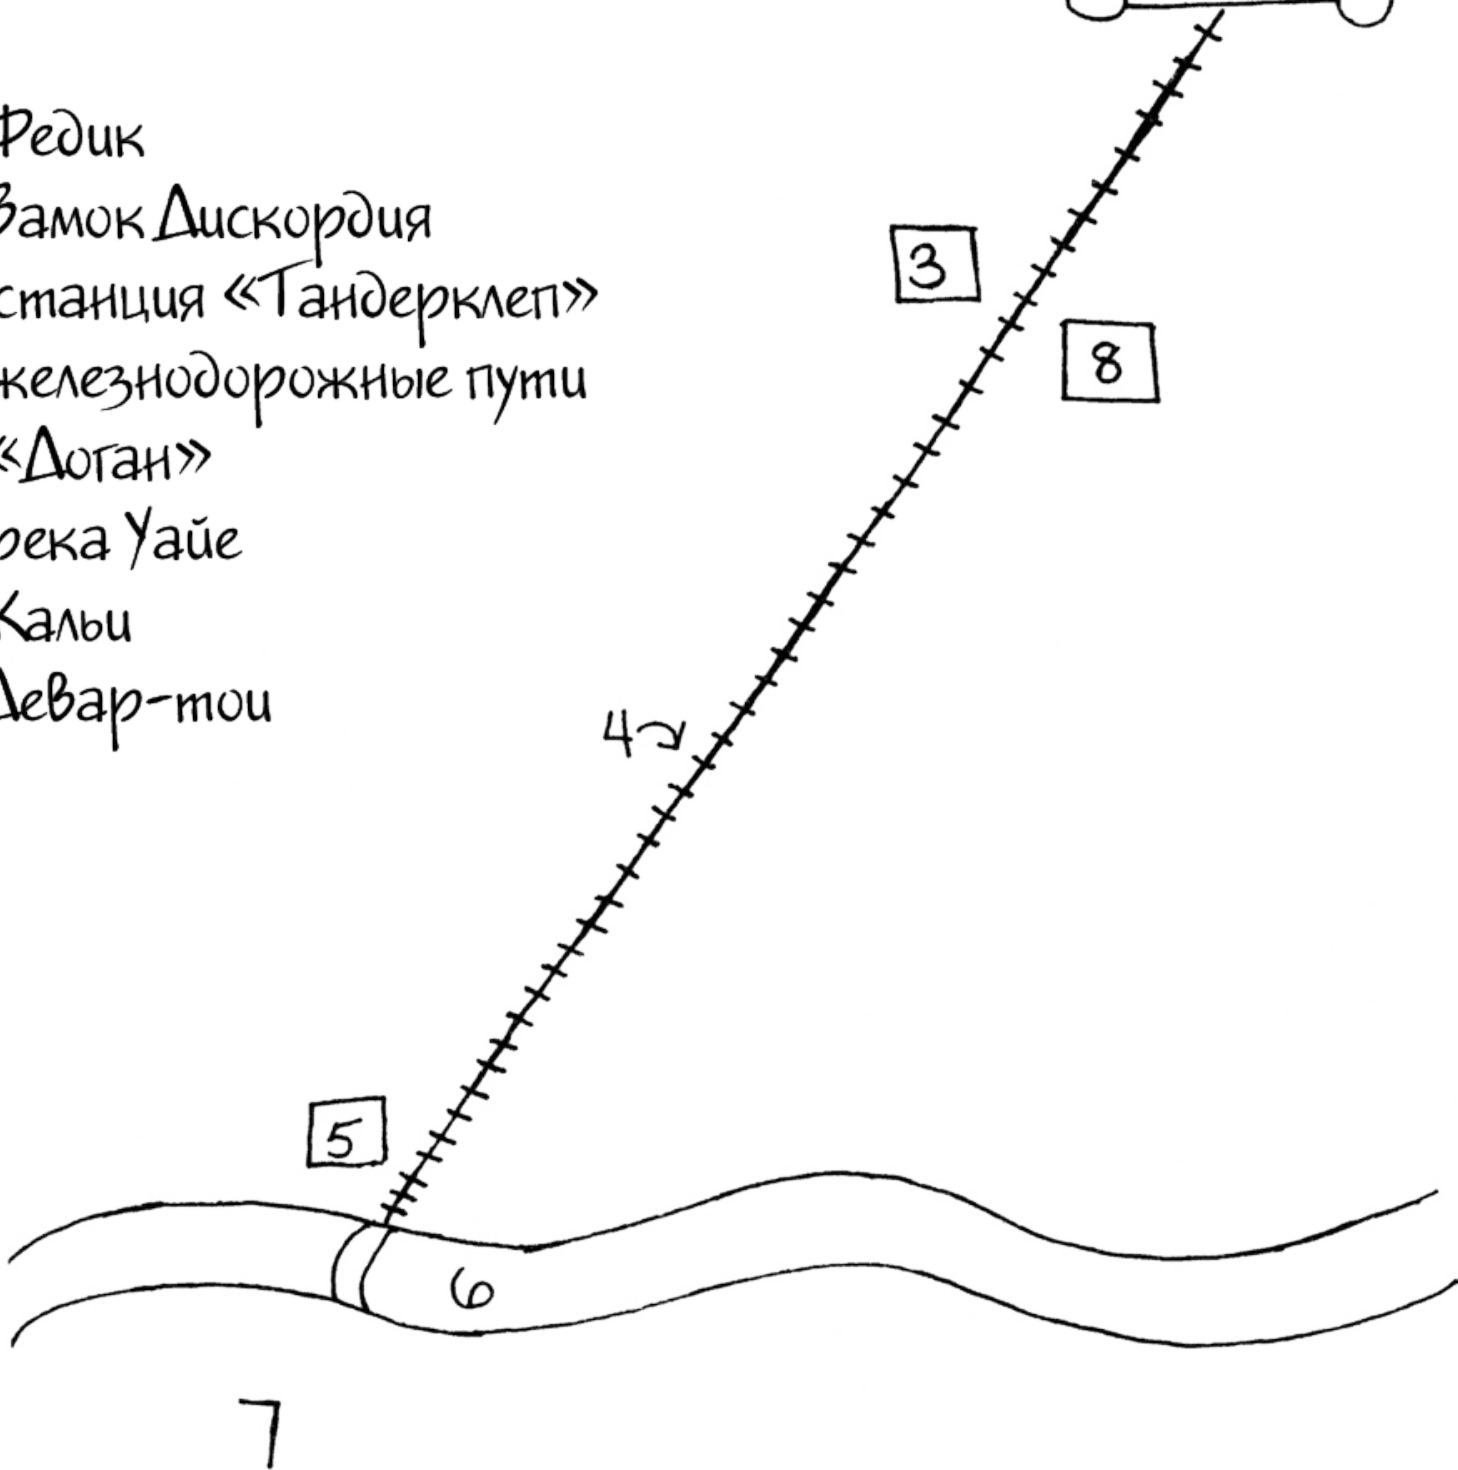 Федик
Замок Дискордия
станция «Тандерклеп»
железнодорожные пути
«Доган»
река Уайе
Кальи
Девар-тои
3
8
4
5
6
7